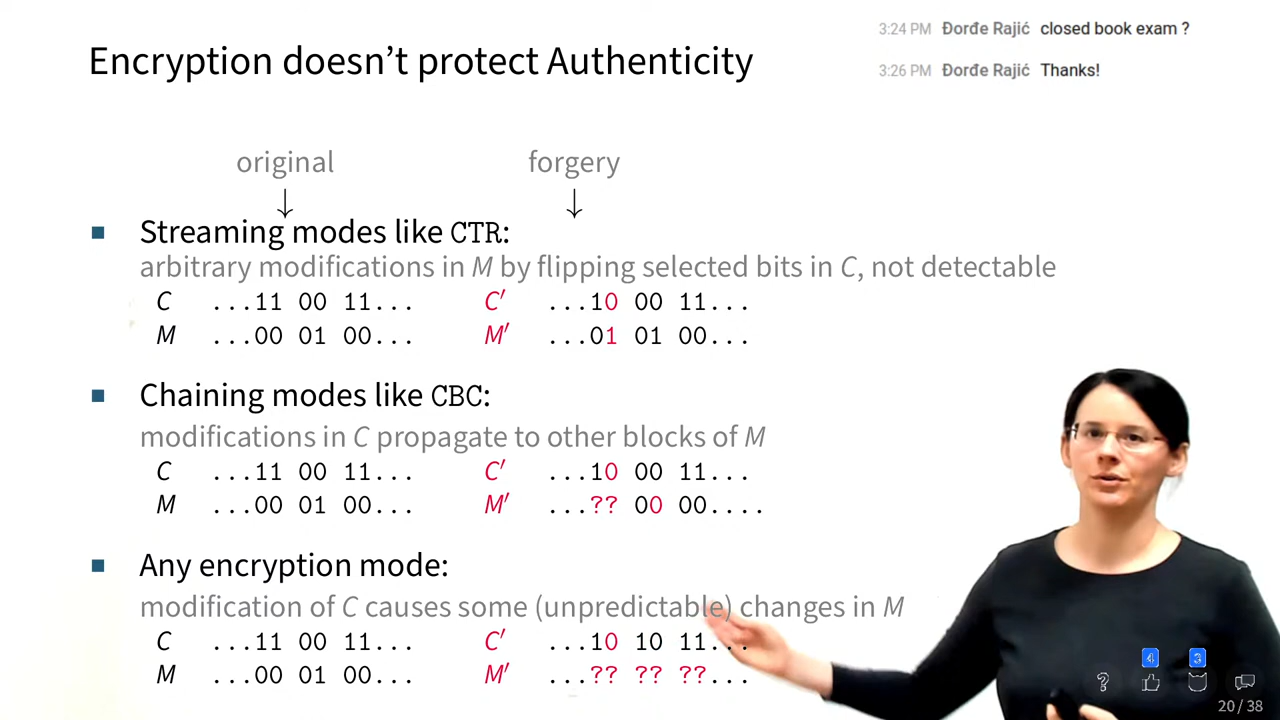 Encryption doesn’t protect Authenticity
3:24 PM Đorđe Rajić closed book exam ?
3:26 PM Đorđe Rajić Thanks!
original forgery
↓ ↓
■ Streaming modes like CTR:
arbitrary modifications in M by flipping selected bits in C, not detectable
C ...11 00 11... C′ ...10 00 11...
M ...00 01 00... M′ ...01 01 00...
■ Chaining modes like CBC:
modifications in C propagate to other blocks of M
C ...11 00 11... C′ ...10 00 11...
M ...00 01 00... M′ ...?? 00 00....
■ Any encryption mode:
modification of C causes some (unpredictable) changes in M
C ...11 00 11... C′ ...10 10 11...
M ...00 01 00... M′ ...?? ?? ??...
4 3
?
20 / 38